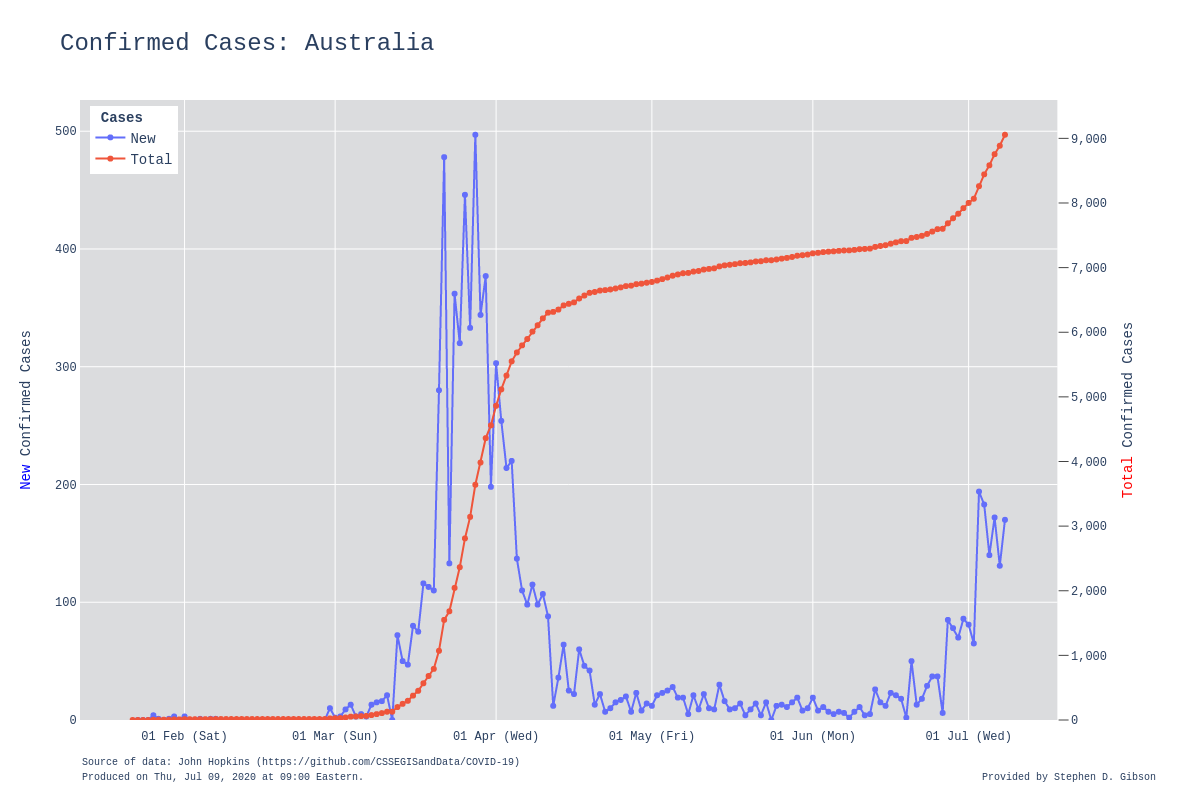 Confirmed Cases: Australia
Cases
New
Total
500
400
300
200
100
0
New Confirmed Cases
9,000
8,000
7,000
6,000
5,000
4,000
3,000
2,000
1,000
0
Total Confirmed Cases
01 Feb (Sat) 01 Mar (Sun) 01 Apr (Wed) 01 May (Fri) 01 Jun (Mon) 01 Jul (Wed)
Source of data: John Hopkins (https://github.com/CSSEGISandData/COVID-19)
Produced on Thu, Jul 09, 2020 at 09:00 Eastern.
Provided by Stephen D. Gibson